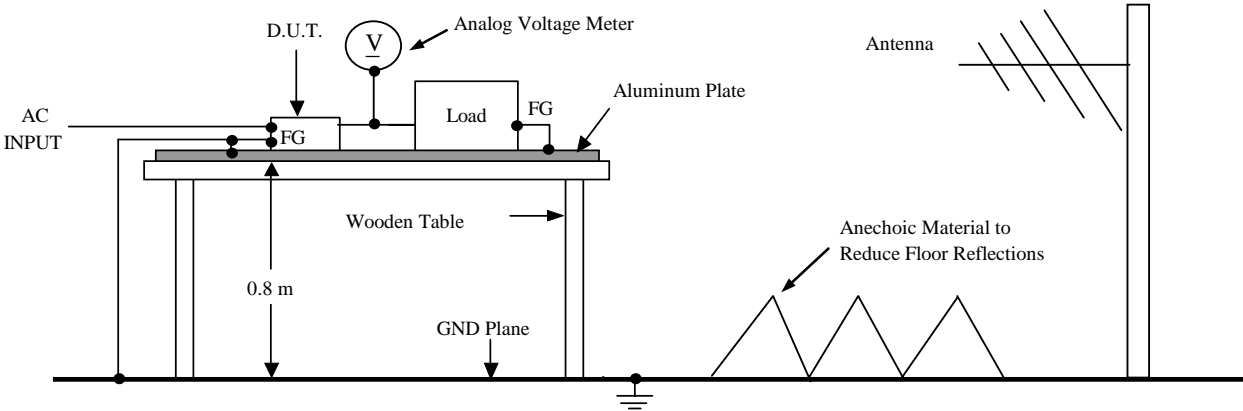 D.U.T.
V
Analog Voltage Meter
Antenna
Aluminum Plate
AC
INPUT
FG
Load
FG
Wooden Table
Anechoic Material to
Reduce Floor Reflections
0.8 m
GND Plane